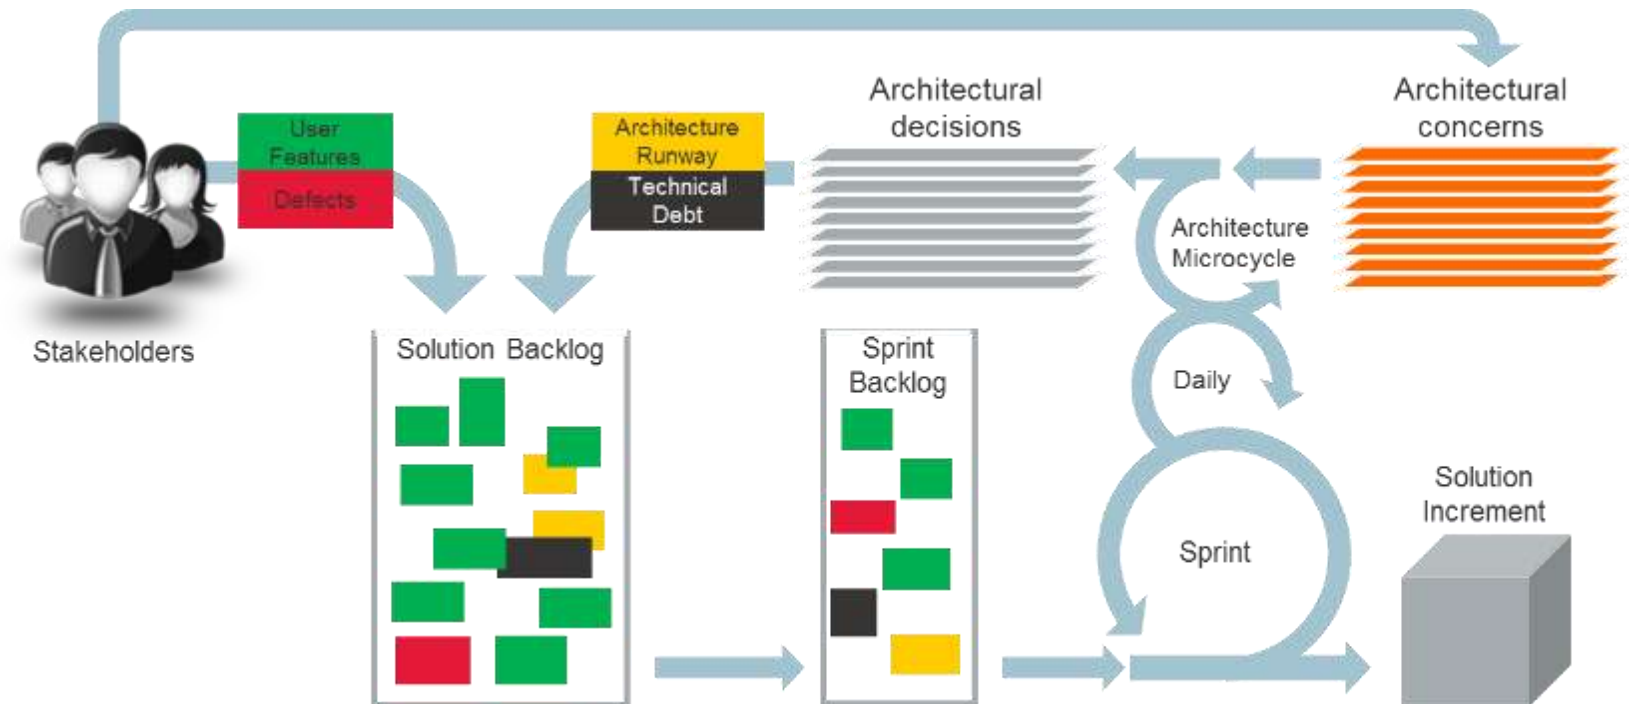 Architectural
decisions
Architectural
concerns
User
Features
Defects
Architecture
Runway
Technical
Debt
Architecture
Microcycle
Stakeholders
Solution Backlog
Sprint
Backlog
Daily
Solution
Increment
Sprint